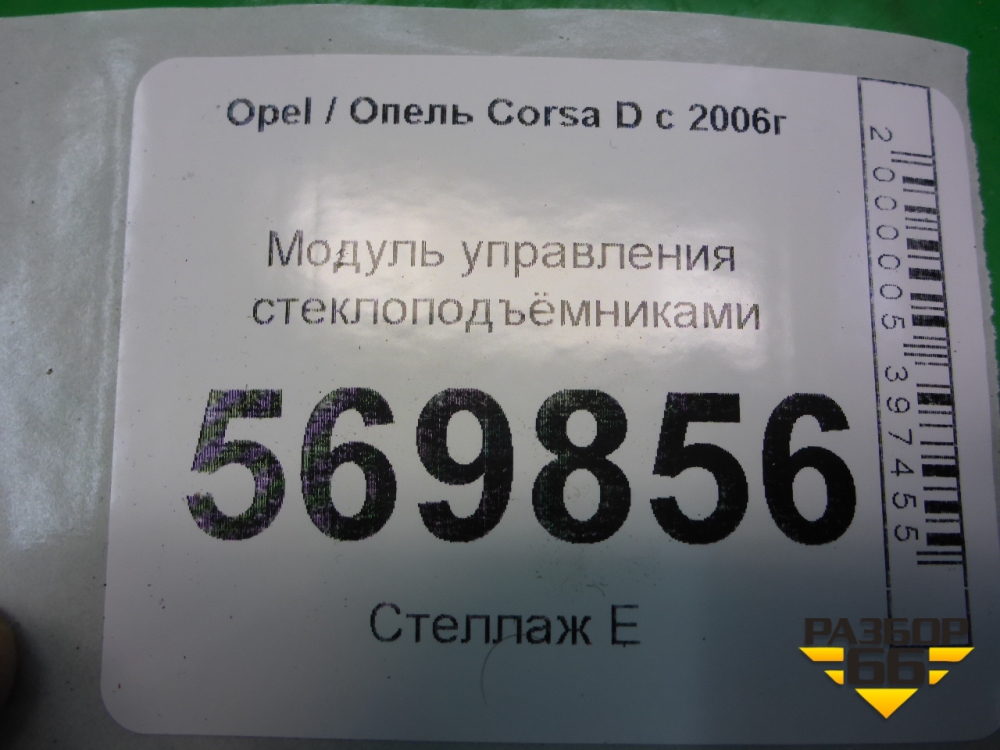 Opel / Опель Corsa D с 2006г
Модуль управления
стеклоподъёмниками
569856
Стеллаж Е
2000005397455
РАЗБОР
66